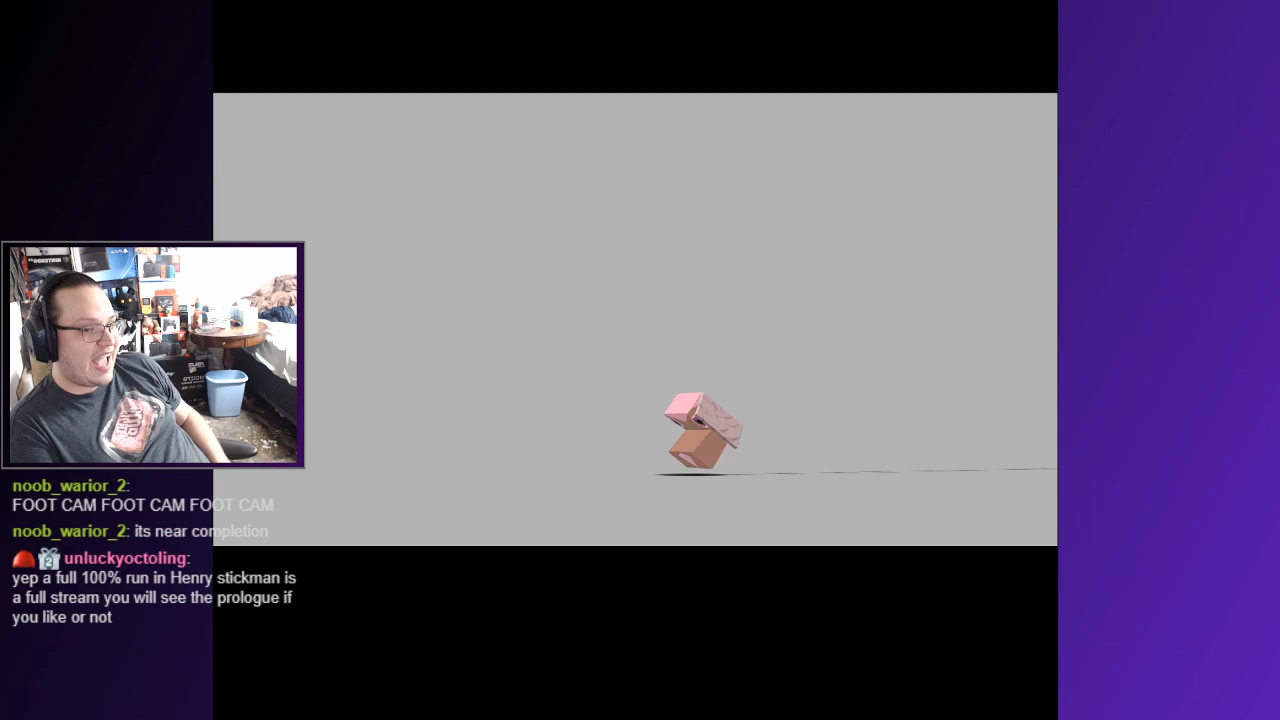 noob_warior_2:
FOOT CAM FOOT CAM FOOT CAM
noob_warior_2: its near completion
2 unluckyoctoling:
yep a full 100% run in Henry stickman is
a full stream you will see the prologue if
you like or not